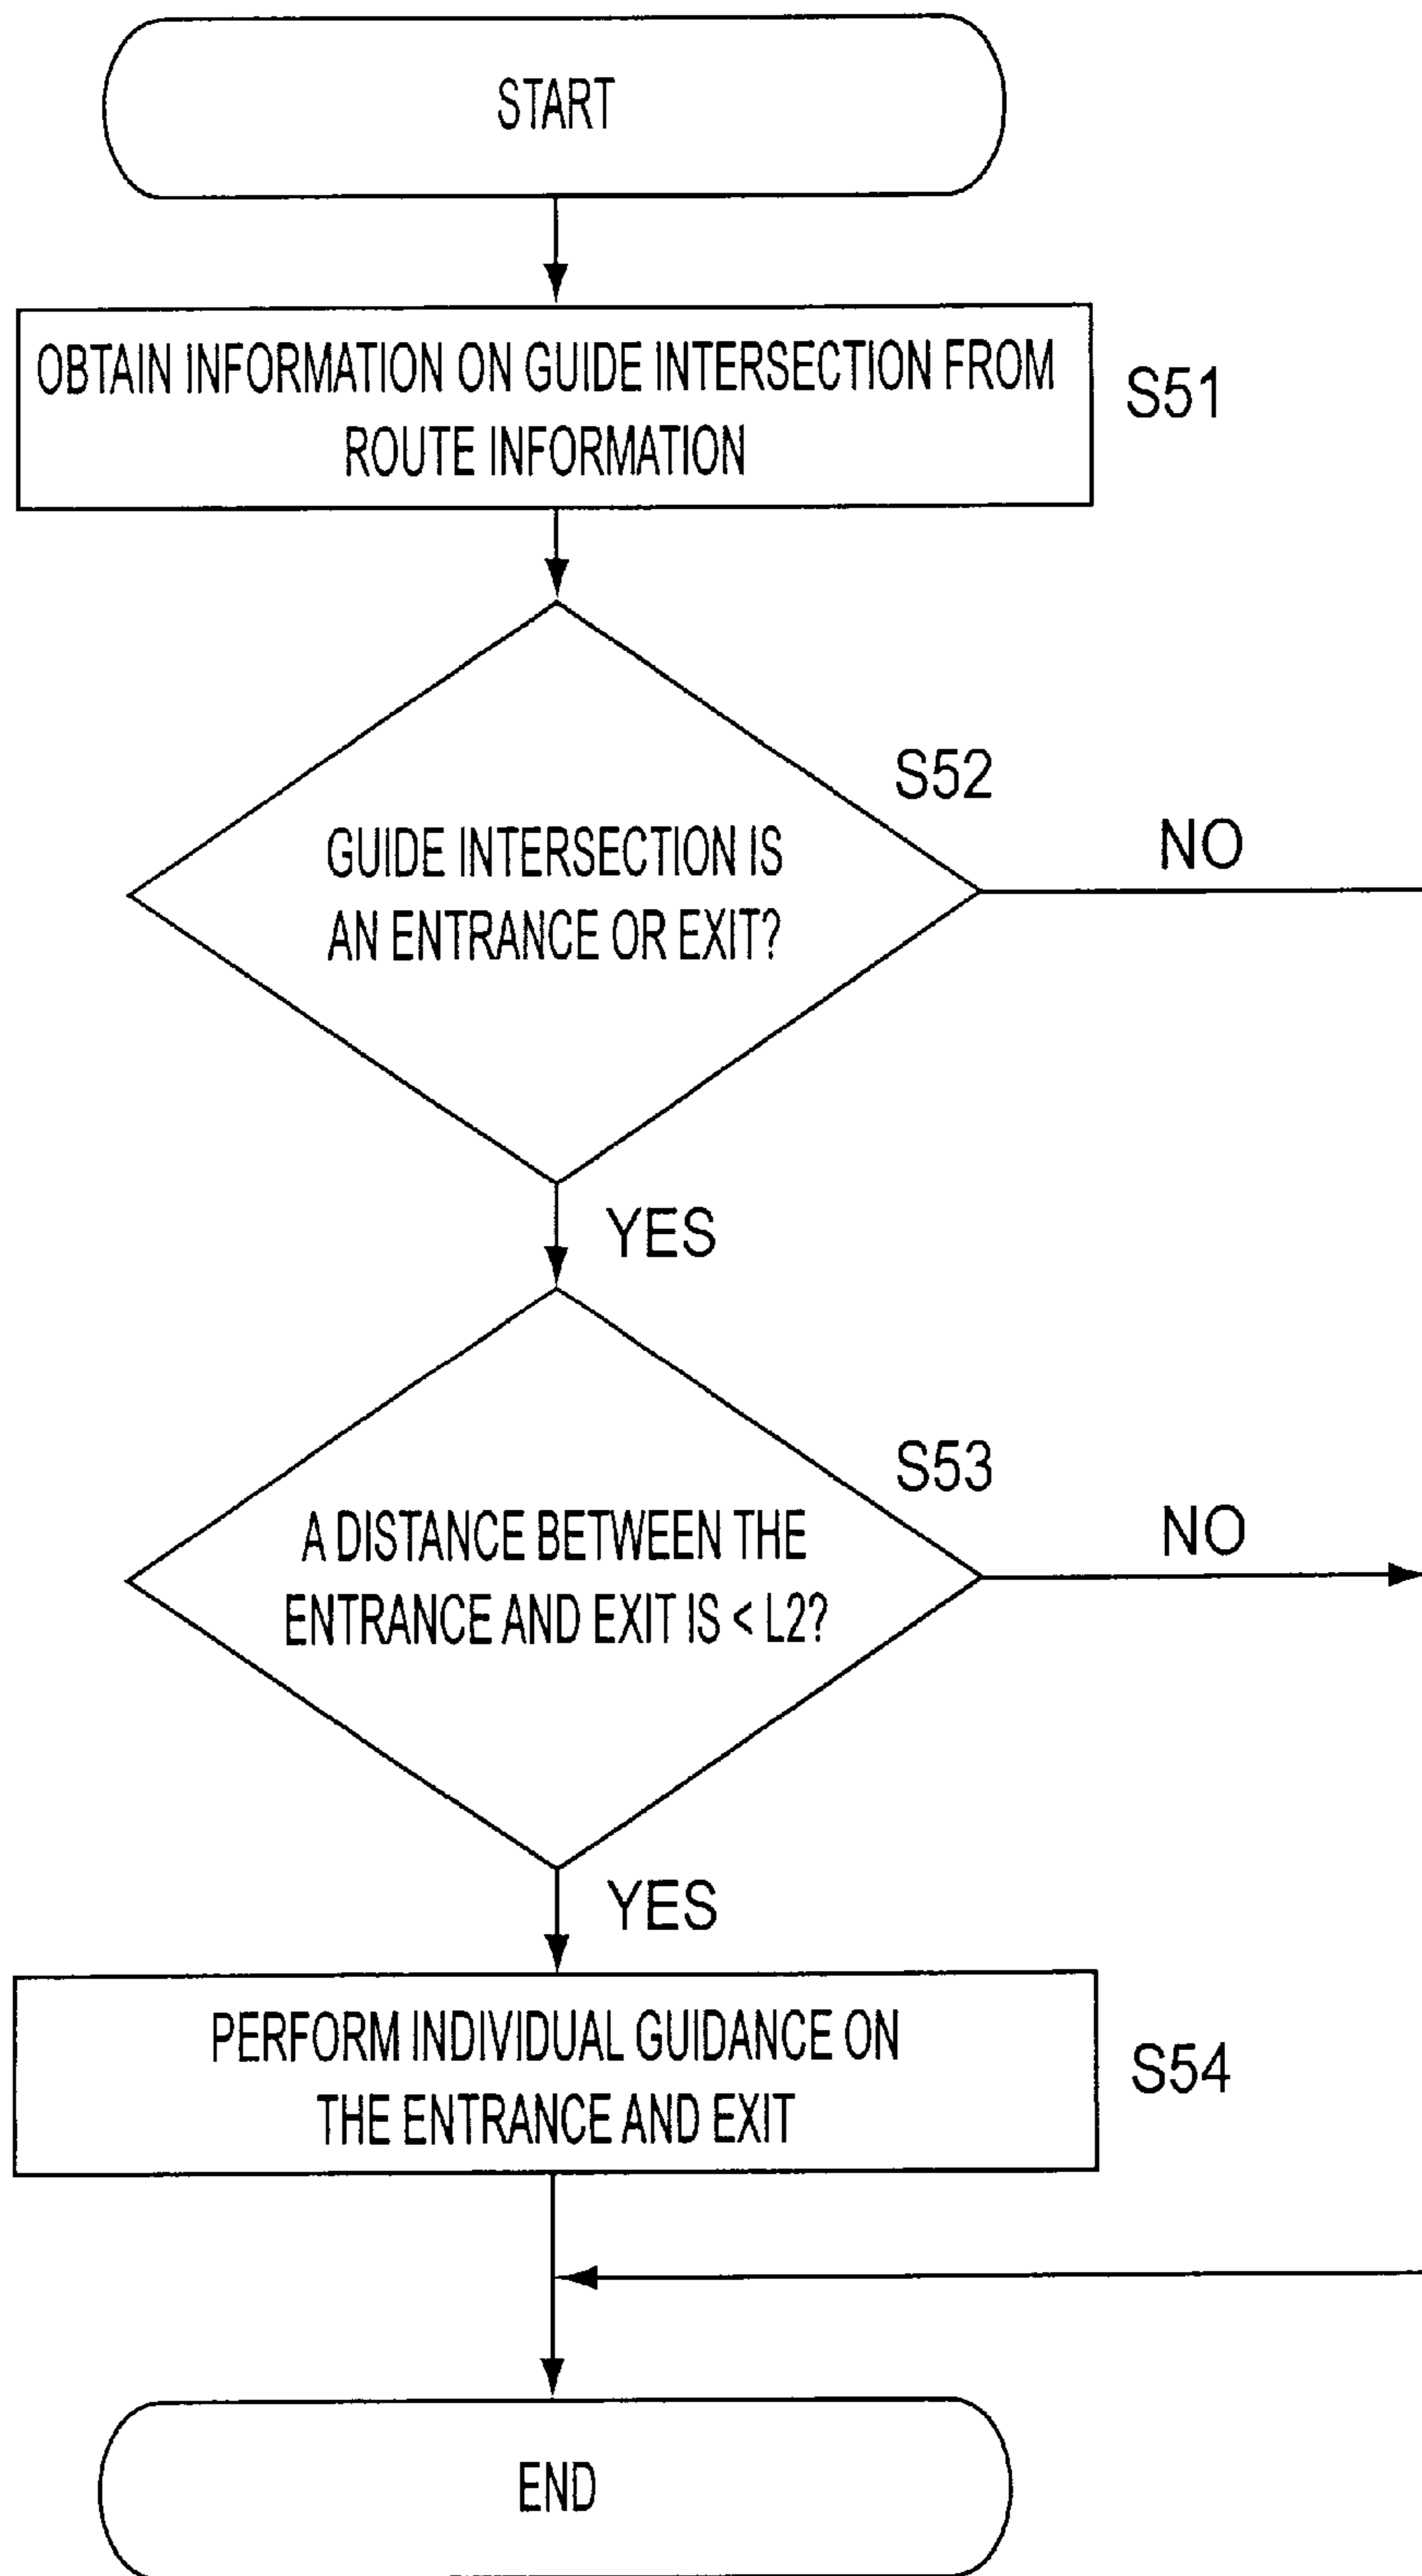 START
OBTAIN INFORMATION ON GUIDE INTERSECTION FROM
ROUTE INFORMATION
S51
S52
GUIDE INTERSECTION IS
AN ENTRANCE OR EXIT?
NO
YES
S53
A DISTANCE BETWEEN THE
ENTRANCE AND EXIT IS < L2?
NO
YES
PERFORM INDIVIDUAL GUIDANCE ON
THE ENTRANCE AND EXIT
S54
END